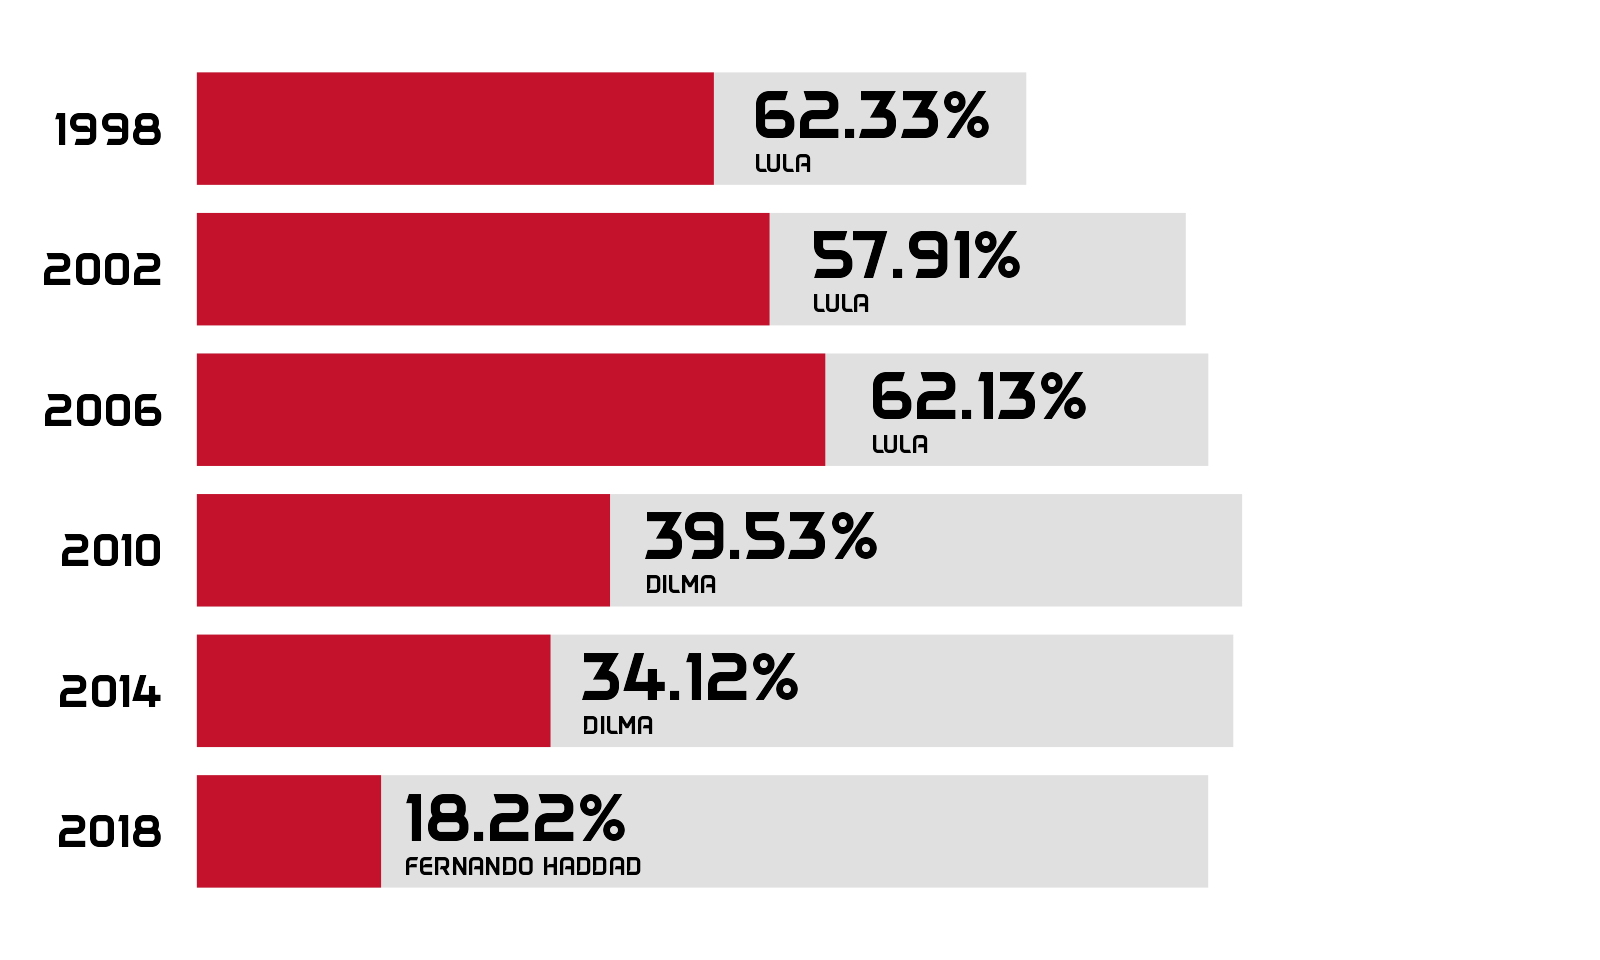 1998
62.33%
LULA
2002
57.91%
LULA
2006
62.13%
LULA
2010
39.53%
DILMA
2014
34.12%
DILMA
2018
18.22%
FERNANDO HADDAD